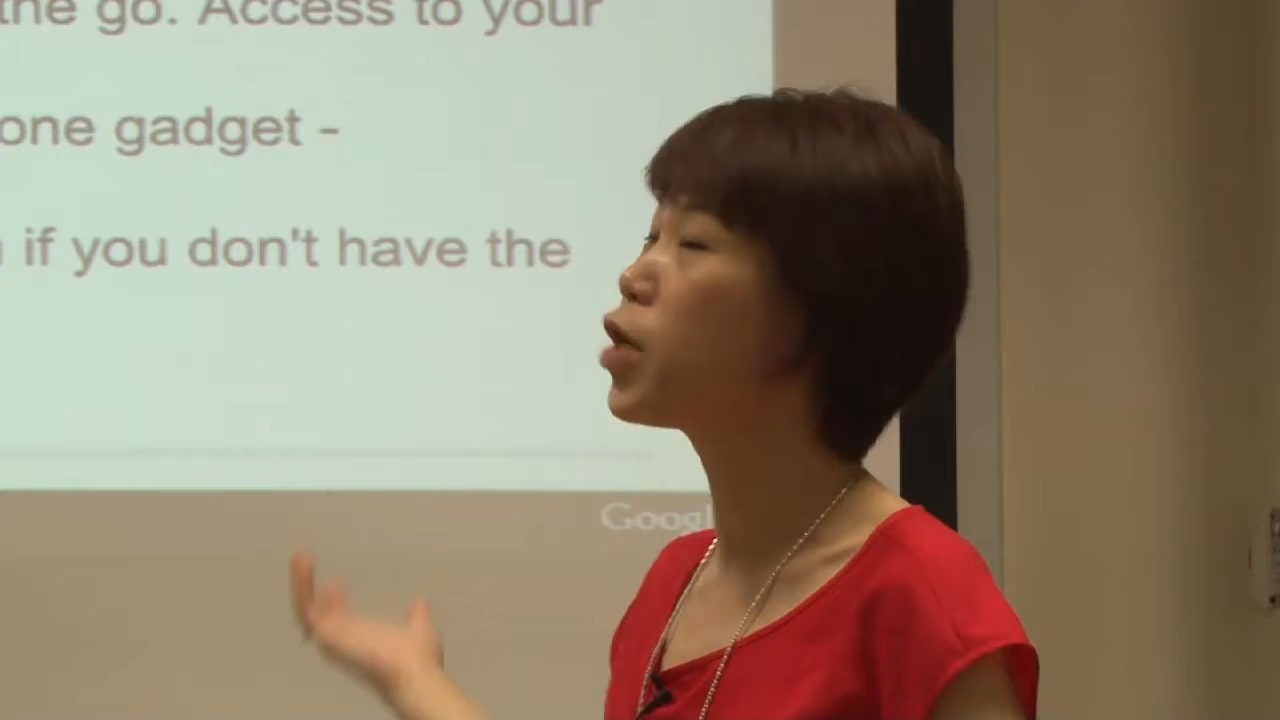 the go. Access to your
one gadget -
if you don't have the
Googl